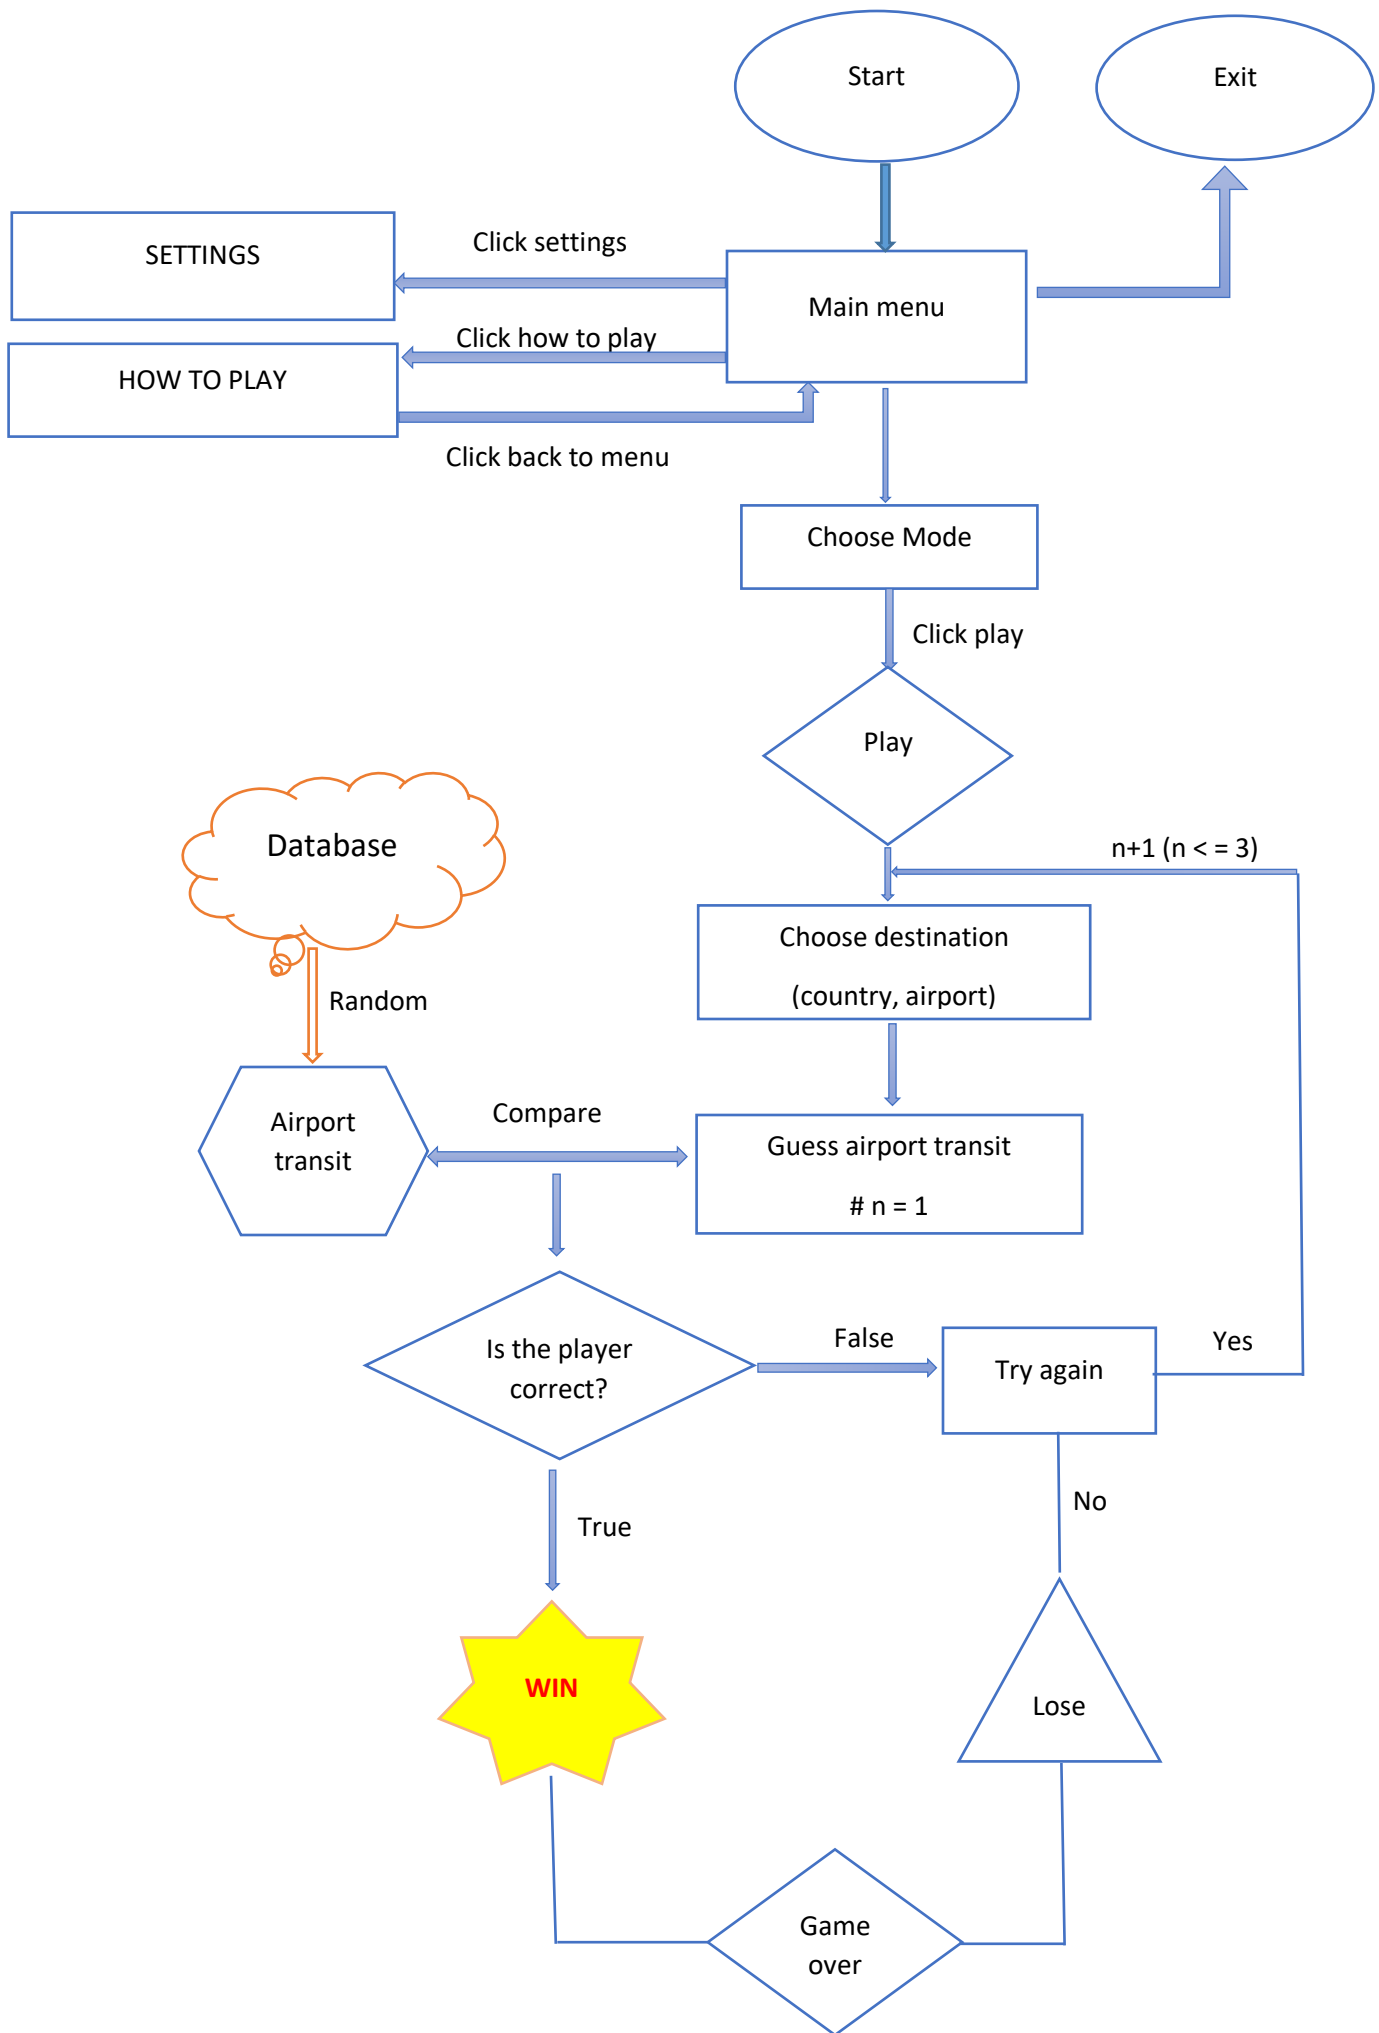 Start
Exit
SETTINGS
Click settings
Main menu
Click how to play
HOW TO PLAY
Click back to menu
Choose Mode
Click play
Play
Database
n+1 (n < = 3)
Choose destination
(country, airport)
Random
Airport
transit
Compare
Guess airport transit
# n = 1
Is the player
correct?
False
Try again
Yes
No
True
WIN
Lose
Game
over